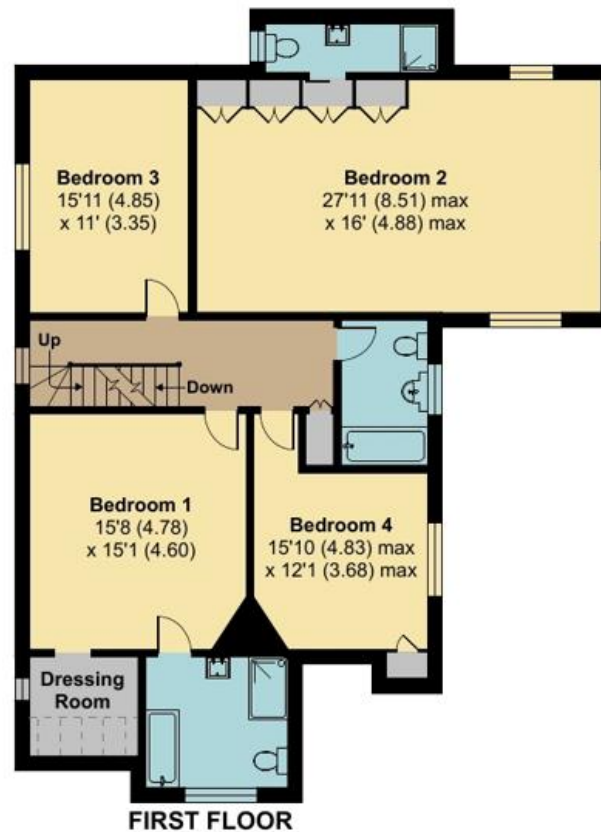 Bedroom 3
15'11 (4.85)
x 11' (3.35)
Bedroom 2
27'11 (8.51) max
x 16' (4.88) max
Up
Down
Bedroom 1
15'8 (4.78)
x 15'1 (4.60)
Bedroom 4
15'10 (4.83) max
x 12'1 (3.68) max
Dressing
Room
FIRST FLOOR